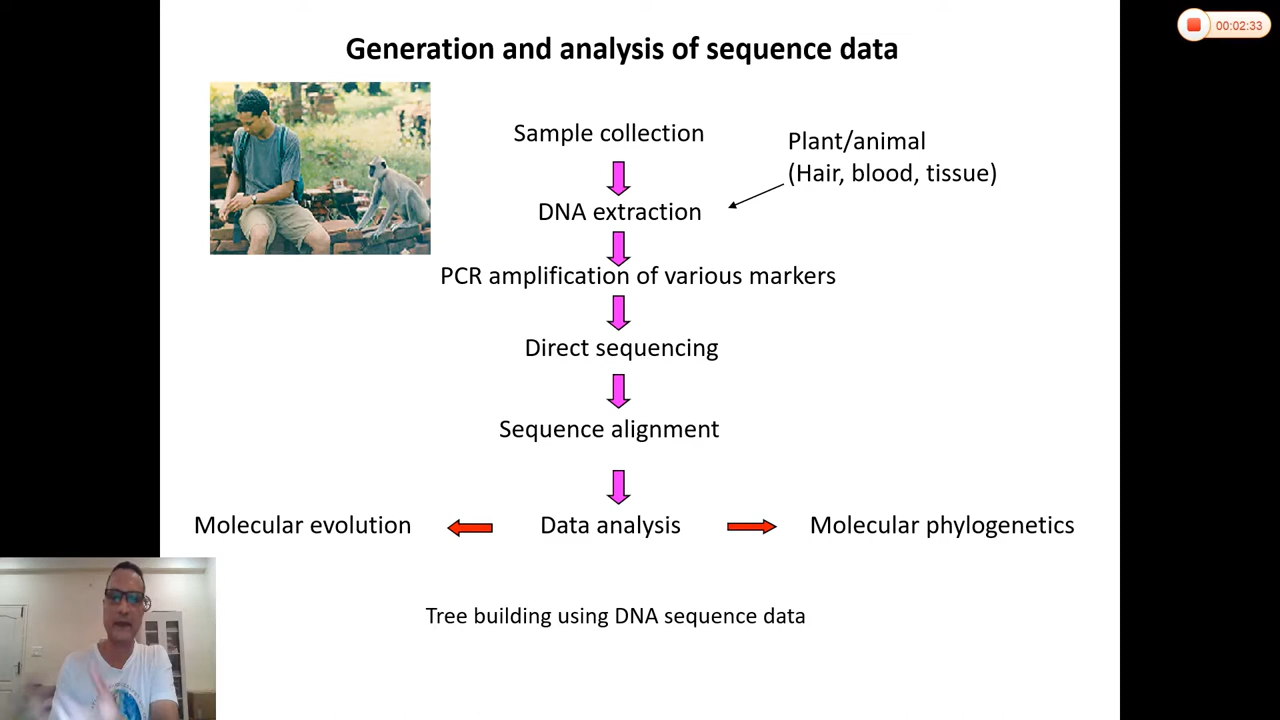 Generation and analysis of sequence data
00:02:33
Sample collection
Plant/animal
(Hair, blood, tissue)
DNA extraction
PCR amplification of various markers
Direct sequencing
Sequence alignment
Molecular evolution
Data analysis
Molecular phylogenetics
Tree building using DNA sequence data